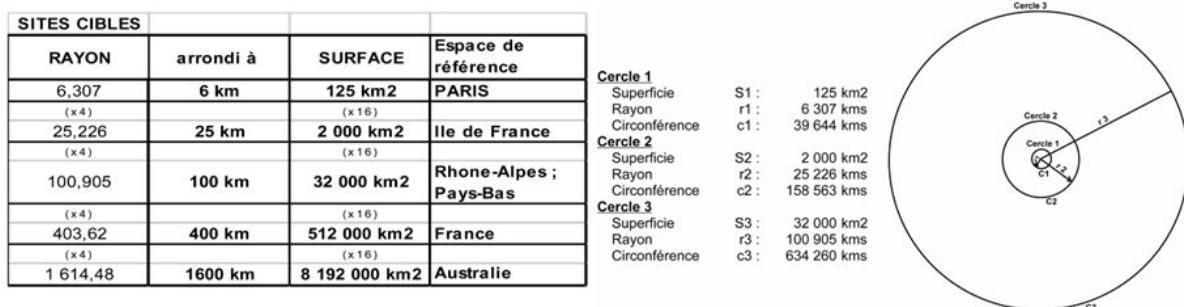 SITES CIBLES
RAYON arrondi à SURFACE Espace de
référence
6,307 6 km 125 km2 PARIS
(x4) (x16)
25,226 25 km 2 000 km2 Ile de France
(x4) (x16)
100,905 100 km 32 000 km2 Rhone-Alpes ;
Pays-Bas
(x4) (x16)
403,62 400 km 512 000 km2 France
(x4) (x16)
1 614,48 1600 km 8 192 000 km2 Australie
Cercle 1
Superficie S1 : 125 km2
Rayon r1 : 6 307 kms
Circonférence c1 : 39 644 kms
Cercle 2
Superficie S2 : 2 000 km2
Rayon r2 : 25 226 kms
Circonférence c2 : 158 563 kms
Cercle 3
Superficie S3 : 32 000 km2
Rayon r3 : 100 905 kms
Circonférence c3 : 634 260 kms
Cercle 3
r 3
Cercle 2
Cercle 1
r 2
C1
C2
C3